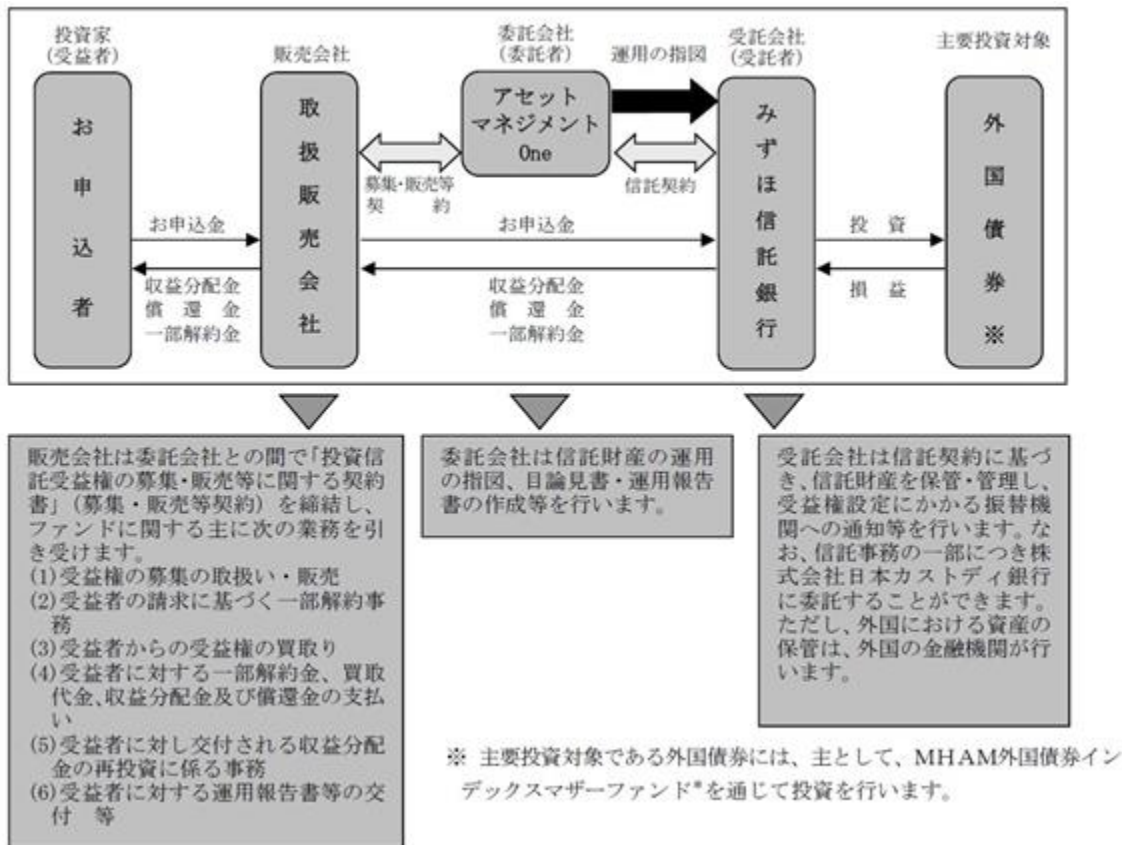 投資家
(受益者)
販売会社
委託会社
(委託者)
運用の指図
受託会社
(受託者)
主要投資対象
お申込者
取扱販売会社
アセット
マネジメント
One
みずほ信託銀行
外国債券※
募集・販売等
契　約
信託契約
お申込金
収益分配金
償　還　金
一部解約金
お申込金
収益分配金
償　還　金
一部解約金
投　資
損　益
販売会社は委託会社との間で「投資信
託受益権の募集・販売等に関する契約
書」(募集・販売等契約)を締結し、
ファンドに関する主に次の業務を引
き受けます。
(1)受益権の募集の取扱い・販売
(2)受益者の請求に基づく一部解約事
務
(3)受益者からの受益権の買取り
(4)受益者に対する一部解約金、買取
代金、収益分配金及び償還金の支払
い
(5)受益者に対し交付される収益分配
金の再投資に係る事務
(6)受益者に対する運用報告書等の交
付　等
委託会社は信託財産の運用
の指図、目論見書・運用報告
書の作成等を行います。
受託会社は信託契約に基づ
き、信託財産を保管・管理し、
受益権設定にかかる振替機
関への通知等を行います。な
お、信託事務の一部につき株
式会社日本カストディ銀行
に委託することができます。
ただし、外国における資産の
保管は、外国の金融機関が行
います。
※ 主要投資対象である外国債券には、主として、MHAM外国債券イン
デックスマザーファンド*を通じて投資を行います。